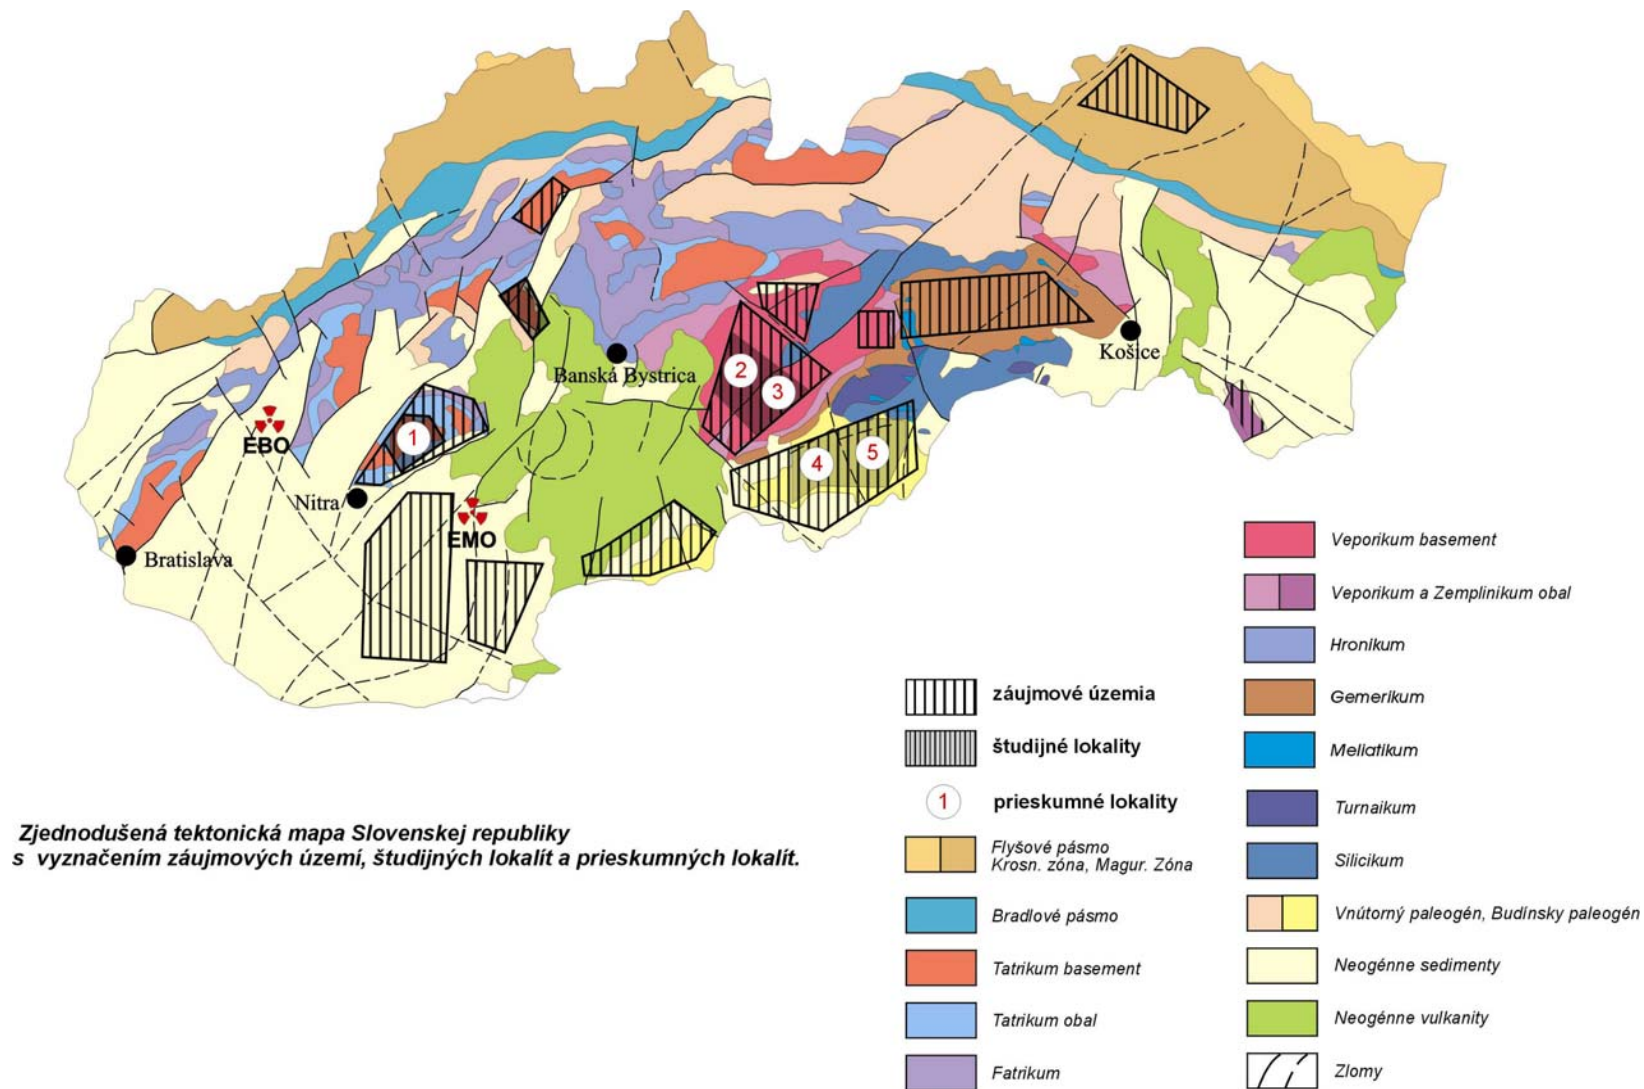 2
3
Košice
Banská Bystrica
EBO
1
4
5
Nitra
EMO
Bratislava
záujmové územia
študijné lokality
1 prieskumné lokality
Flyšové pásmo
Krosn. zóna, Magur. Zóna
Bradlové pásmo
Tatrikum basement
Tatrikum obal
Fatrikum
Veporikum basement
Veporikum a Zemplinikum obal
Hronikum
Gemerikum
Meliatikum
Turnaikum
Silicikum
Vnútorný paleogén, Budínsky paleogén
Neogénne sedimenty
Neogénne vulkanity
Zlomy
Zjednodušená tektonická mapa Slovenskej republiky
s vyznačením záujmových území, študijných lokalít a prieskumných lokalít.